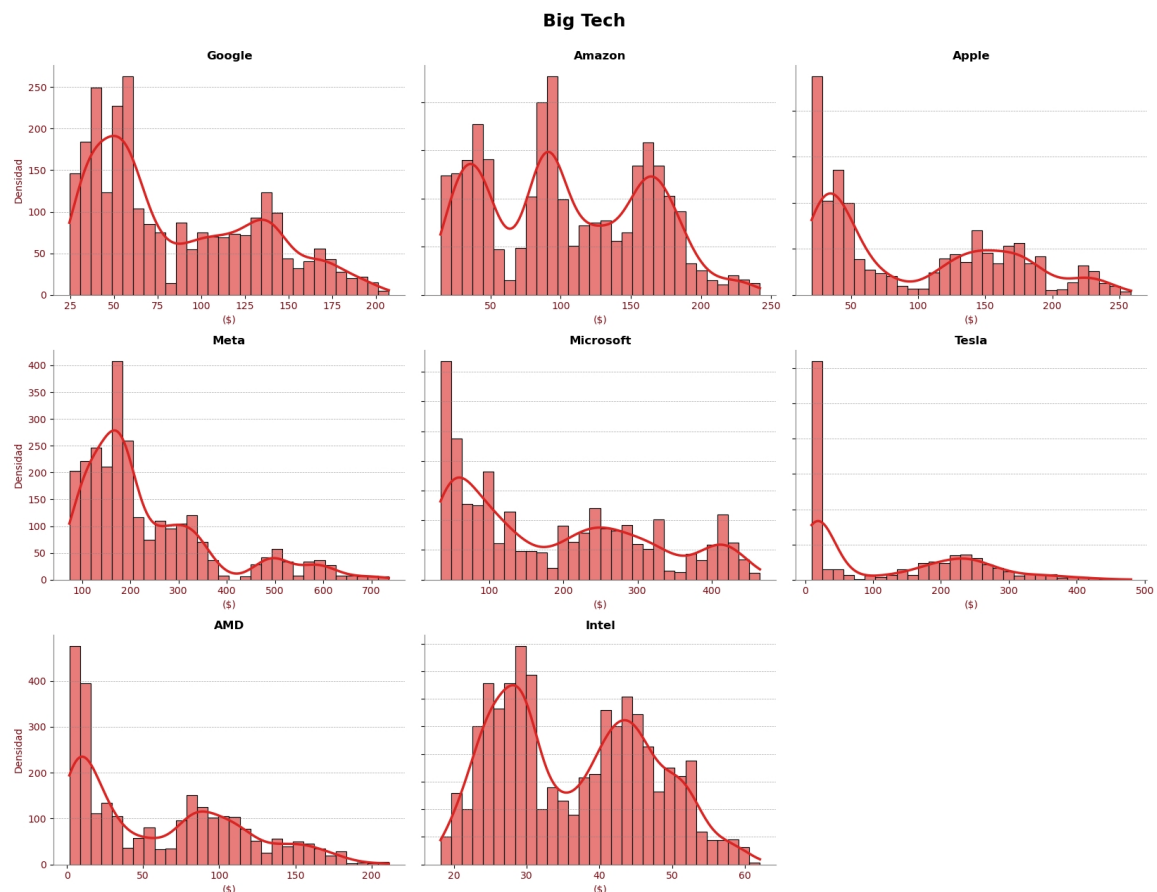 Big Tech
Google Amazon Apple
Densidad
250
200
150
100
50
0
25 50 75 100 125 150 175 200
50 100 150 200 250
50 100 150 200 250
($) ($) ($)
Meta Microsoft Tesla
Densidad
400
350
300
250
200
150
100
50
0
100 200 300 400 500 600 700
100 200 300 400
0 100 200 300 400 500
($) ($) ($)
AMD Intel
Densidad
400
300
200
100
0
0 50 100 150 200
20 30 40 50 60
($) ($)